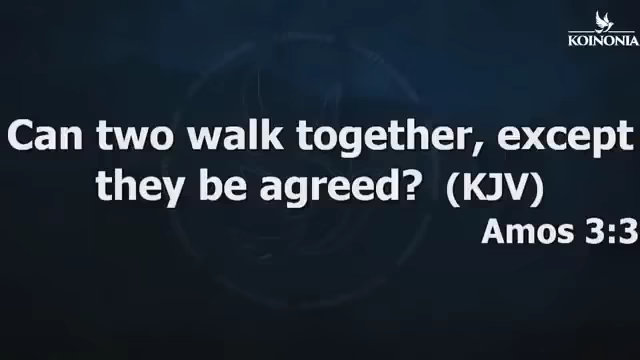 KOINONIA
Can two walk together, except
they be agreed? (KJV)
Amos 3:3